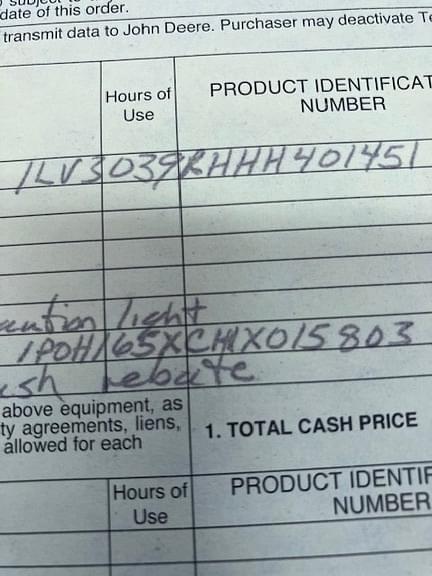 date of this order.
transmit data to John Deere. Purchaser may deactivate
Hours of
Use
PRODUCT IDENTIFICAT
NUMBER
1LV3039RHHH401451
light
1P0H165XCHX015803
rebate
above equipment, as
ty agreements, liens,
allowed for each
1. TOTAL CASH PRICE
Hours of
Use
PRODUCT IDENTIF
NUMBER